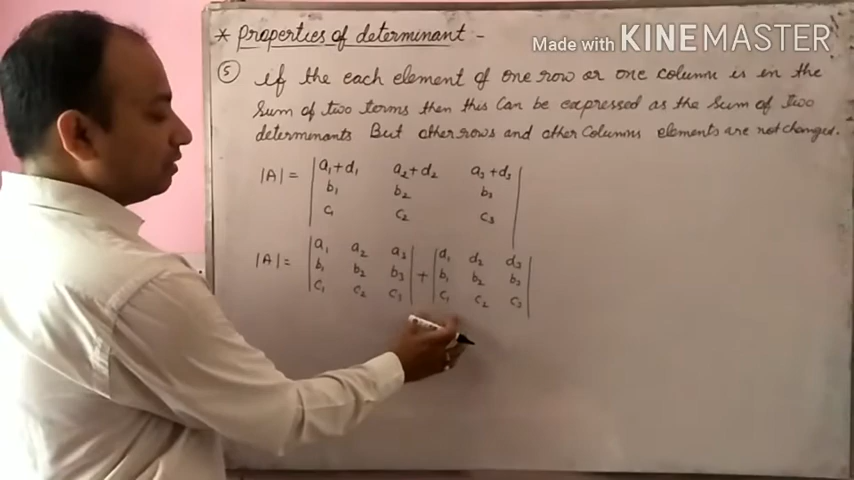 Made with KINEMASTER
* Properties of determinant -
⑤ if the each element of one row or one column is in the
Sum of two terms then this Can be expressed as the Sum of Two
determinants But other rows and other Columns elements are not changed.
|A| = | a₁+d₁ a₂+d₂ a₃+d₃ |
b₁ b₂ b₃
c₁ c₂ c₃
|A| = | a₁ a₂ a₃ | + | d₁ d₂ d₃ |
b₁ b₂ b₃ b₁ b₂ b₃
c₁ c₂ c₃ c₁ c₂ c₃